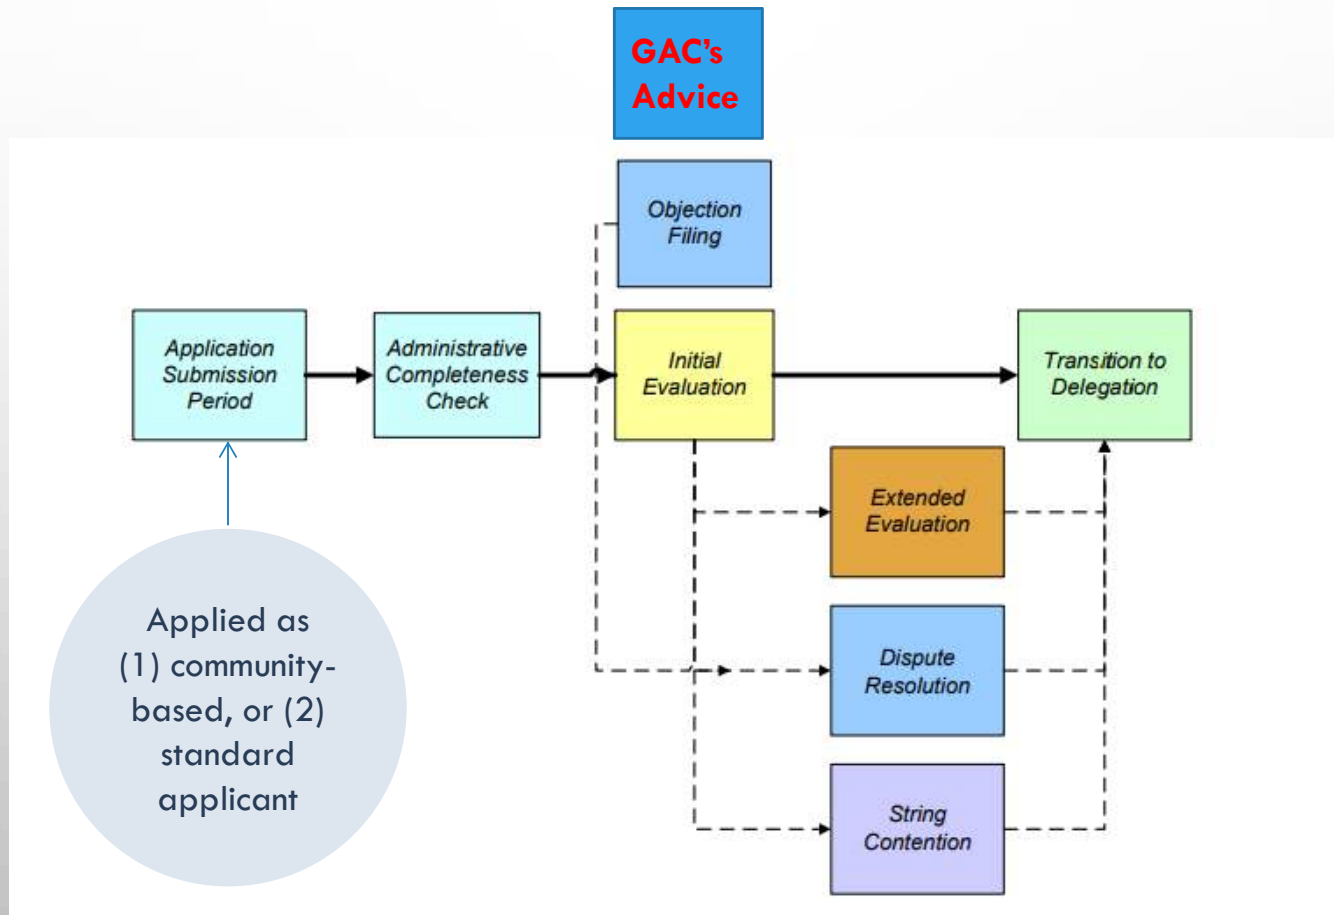 GAC’s
Advice
Objection
Filing
Application
Submission
Period
Administrative
Completeness
Check
Initial
Evaluation
Transition to
Delegation
Extended
Evaluation
Dispute
Resolution
String
Contention
Applied as
(1) community-
based, or (2)
standard
applicant